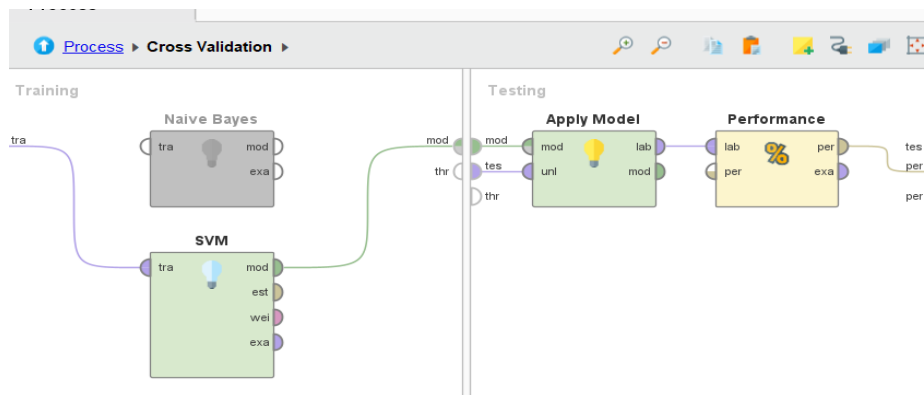 Process
Process Cross Validation
Training
Testing
Naive Bayes
tra
tra mod
exa
SVM
tra mod
est
wei
exa
mod
thr
mod
tes
thr
Apply Model
mod lab
unl mod
Performance
lab per
per exa
%
tes
per
per